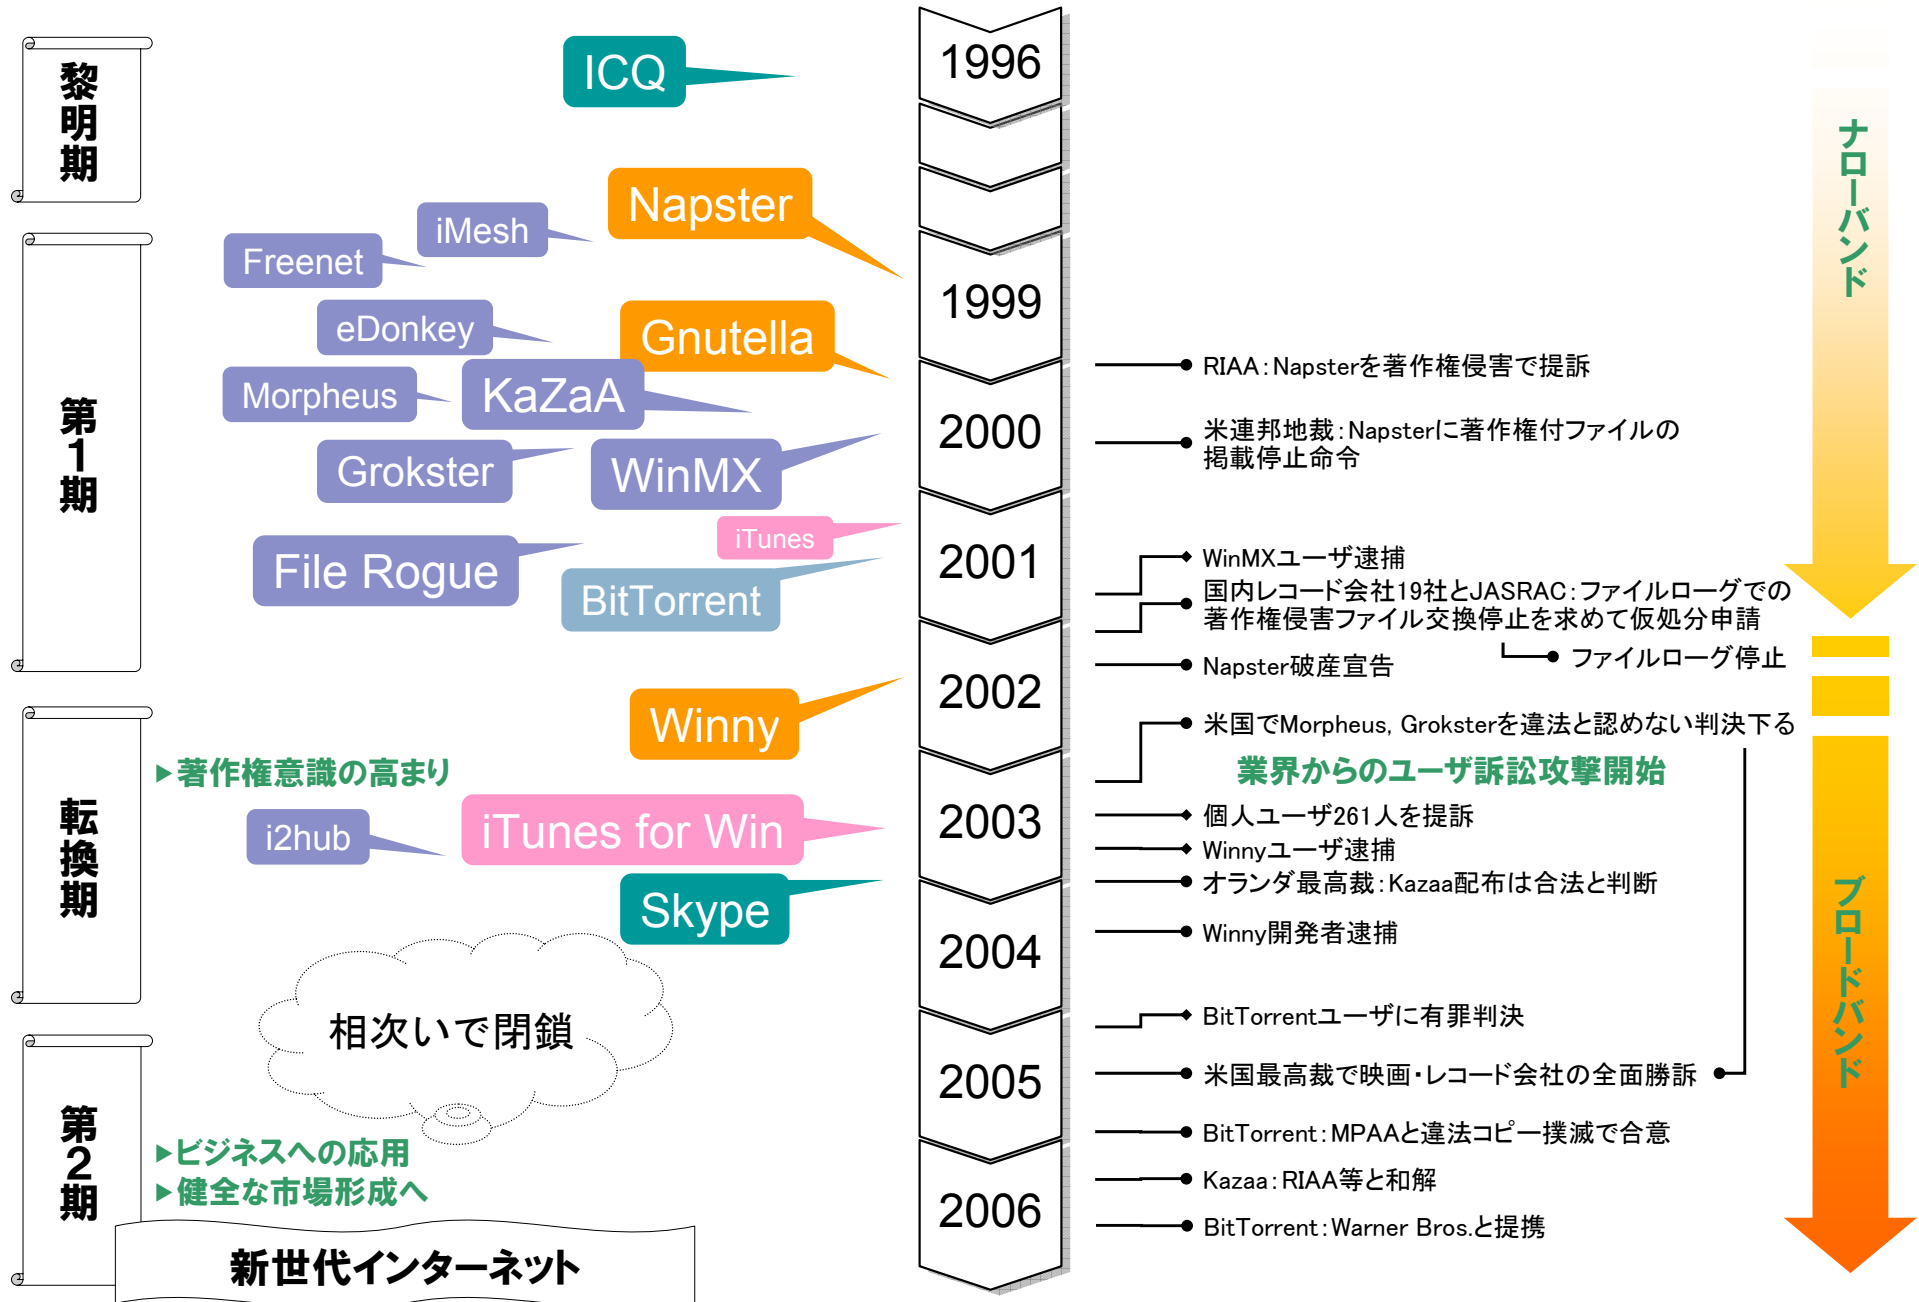 黎明期
第1期
転換期
第2期
ICQ
Napster
iMesh
Freenet
eDonkey
Gnutella
Morpheus
KaZaA
Grokster
WinMX
iTunes
File Rogue
BitTorrent
Winny
▶著作権意識の高まり
i2hub
iTunes for Win
Skype
相次いで閉鎖
▶ビジネスへの応用
▶健全な市場形成へ
新世代インターネット
1996
1999
2000
2001
2002
2003
2004
2005
2006
RIAA：Napsterを著作権侵害で提訴
米連邦地裁：Napsterに著作権付ファイルの
掲載停止命令
WinMXユーザ逮捕
国内レコード会社19社とJASRAC：ファイルローグでの
著作権侵害ファイル交換停止を求めて仮処分申請
ファイルローグ停止
Napster破産宣告
米国でMorpheus, Groksterを違法と認めない判決下る
業界からのユーザ訴訟攻撃開始
個人ユーザ261人を提訴
Winnyユーザ逮捕
オランダ最高裁：Kazaa配布は合法と判断
Winny開発者逮捕
BitTorrentユーザに有罪判決
米国最高裁で映画・レコード会社の全面勝訴
BitTorrent：MPAAと違法コピー撲滅で合意
Kazaa：RIAA等と和解
BitTorrent：Warner Bros.と提携
ナローバンド
ブロードバンド